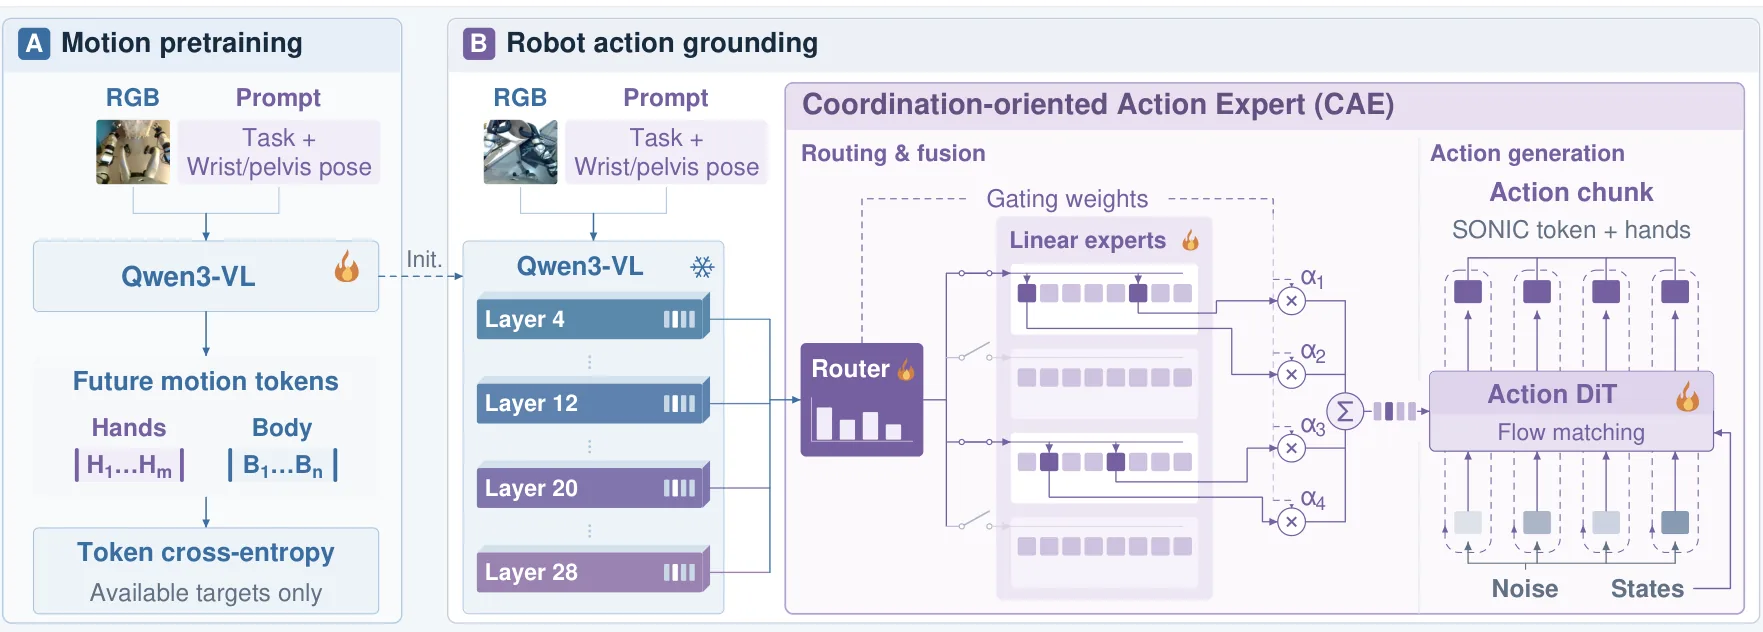 A Motion pretraining
RGB
Prompt
Task +
Wrist/pelvis pose
Qwen3-VL
Init.
Future motion tokens
Hands
Body
H₁...Hₘ
B₁...Bₙ
Token cross-entropy
Available targets only
B Robot action grounding
RGB
Prompt
Task +
Wrist/pelvis pose
Qwen3-VL
Layer 4
Layer 12
Layer 20
Layer 28
Coordination-oriented Action Expert (CAE)
Routing & fusion
Gating weights
Linear experts
Router
α₁
α₂
α₃
α₄
Σ
Action generation
Action chunk
SONIC token + hands
Action DiT
Flow matching
Noise
States